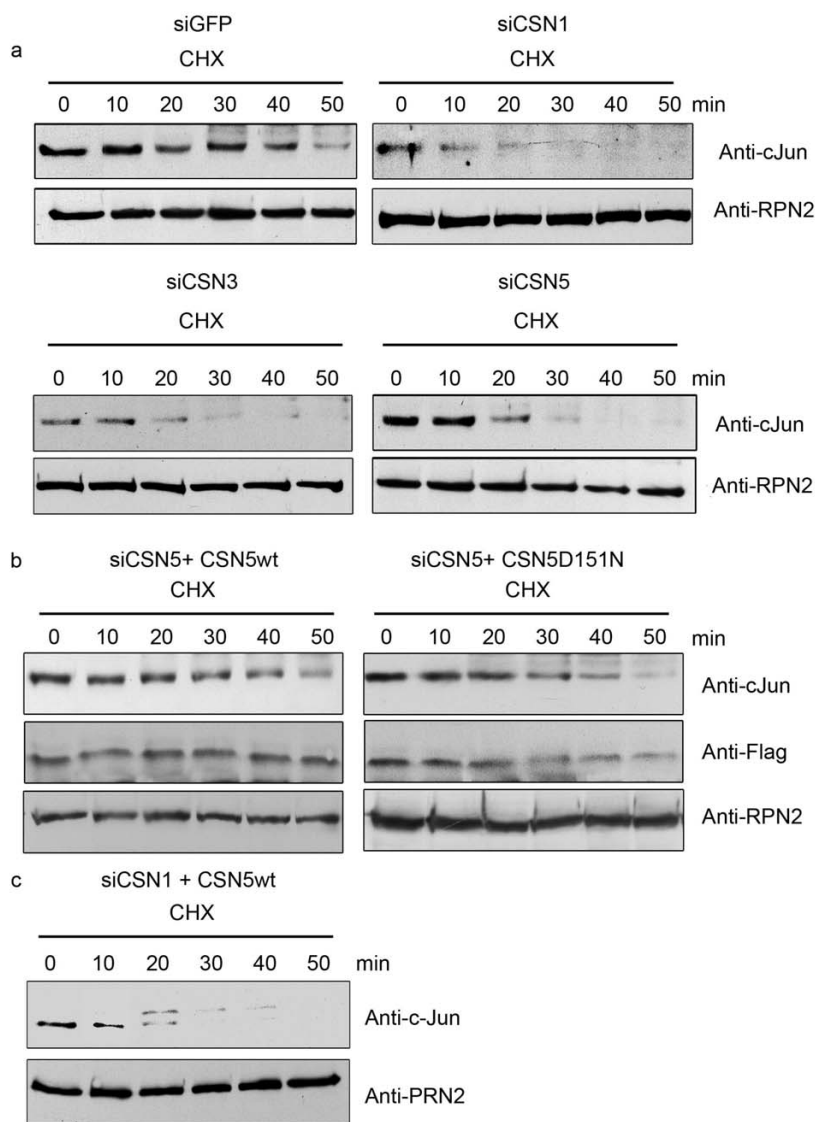 siGFP siCSN1
a
CHX CHX
0 10 20 30 40 50 min 0 10 20 30 40 50 min
Anti-cJun
Anti-RPN2
siCSN3 siCSN5
CHX CHX
0 10 20 30 40 50 0 10 20 30 40 50 min
Anti-cJun
Anti-RPN2
b siCSN5+ CSN5wt siCSN5+ CSN5D151N
CHX CHX
0 10 20 30 40 50 0 10 20 30 40 50 min
Anti-cJun
Anti-Flag
Anti-RPN2
c siCSN1 + CSN5wt
CHX
0 10 20 30 40 50 min
Anti-c-Jun
Anti-PRN2